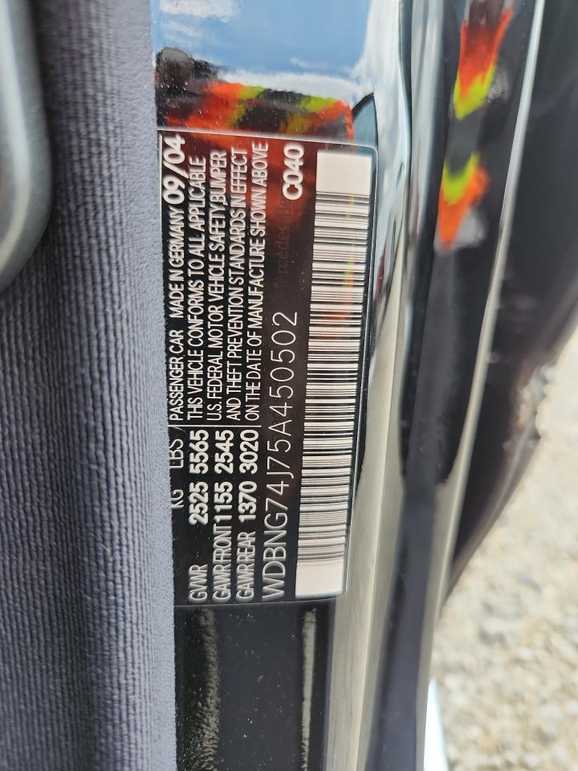 KG LBS / PASSENGER CAR MADE IN GERMANY 09/04
GVWR 2525 5565 THIS VEHICLE CONFORMS TO ALL APPLICABLE
GAWR FRONT 1155 2545 U.S. FEDERAL MOTOR VEHICLE SAFETY BUMPER
GAWR REAR 1370 3020 AND THEFT PREVENTION STANDARDS IN EFFECT
ON THE DATE OF MANUFACTURE SHOWN ABOVE
WDBNG74J75A450502 C040